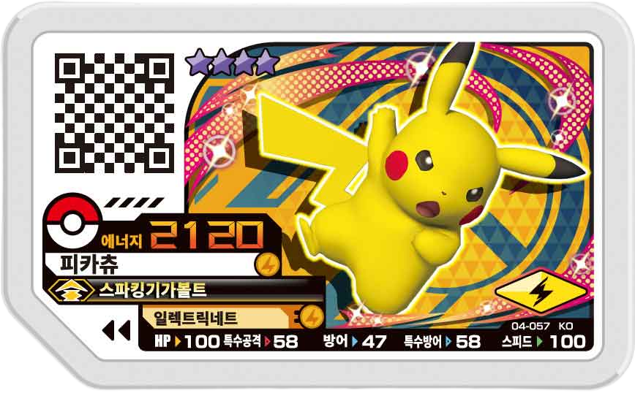 에너지 2120
피카츄
스파킹기가볼트
일렉트릭네트
04-057 KO
HP 100 특수공격 58 방어 47 특수방어 58 스피드 100